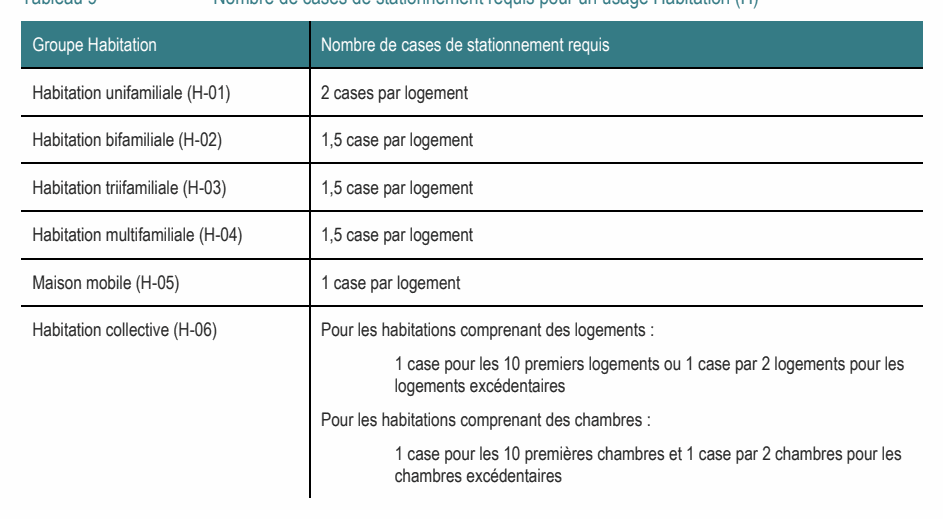 Tableau 9 Nombre de cases de stationnement requis pour un usage Habitation (H)
Groupe Habitation Nombre de cases de stationnement requis
Habitation unifamiliale (H-01) 2 cases par logement
Habitation bifamiliale (H-02) 1,5 case par logement
Habitation triifamiliale (H-03) 1,5 case par logement
Habitation multifamiliale (H-04) 1,5 case par logement
Maison mobile (H-05) 1 case par logement
Habitation collective (H-06) Pour les habitations comprenant des logements :
1 case pour les 10 premiers logements ou 1 case par 2 logements pour les
logements excédentaires
Pour les habitations comprenant des chambres :
1 case pour les 10 premières chambres et 1 case par 2 chambres pour les
chambres excédentaires